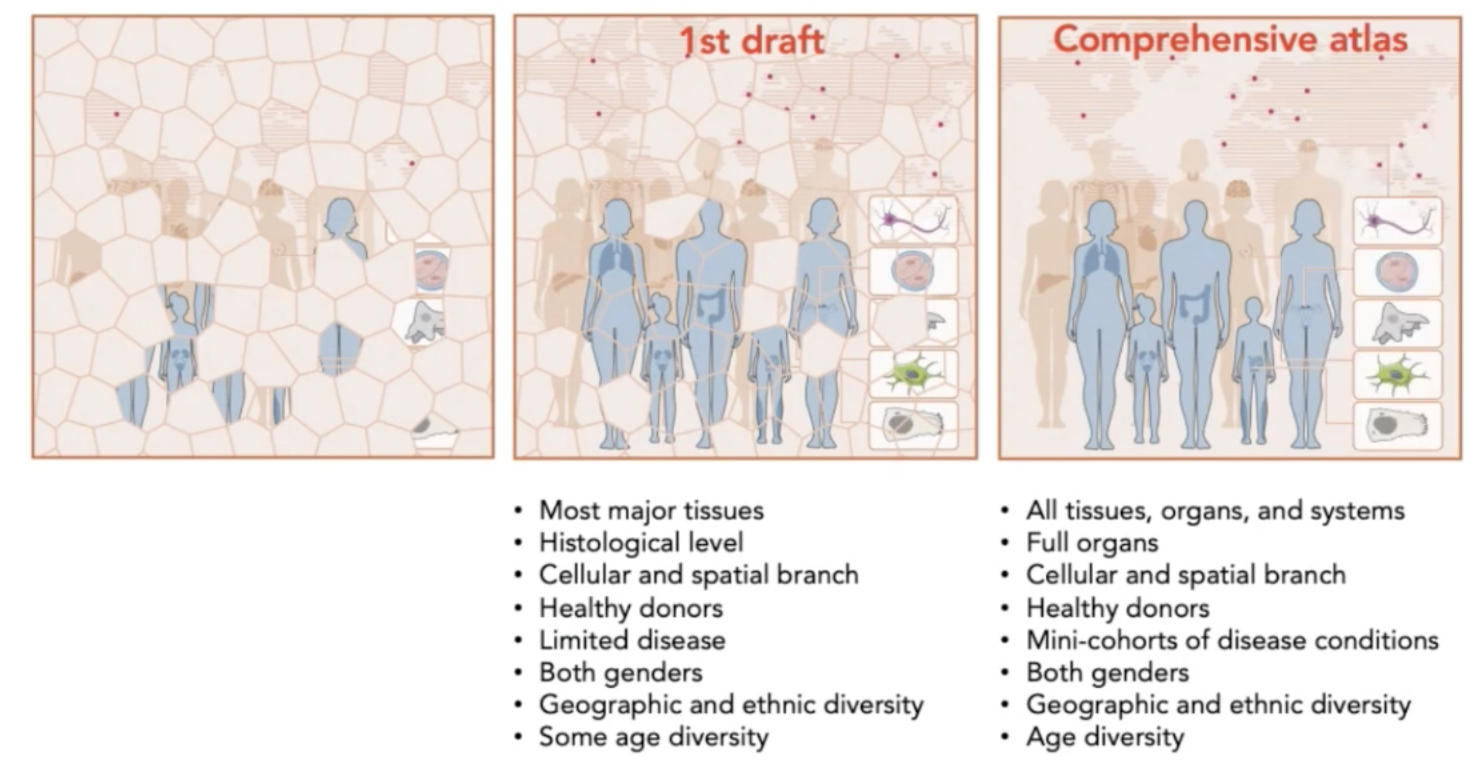 1st draft
Comprehensive atlas
• Most major tissues
• Histological level
• Cellular and spatial branch
• Healthy donors
• Limited disease
• Both genders
• Geographic and ethnic diversity
• Some age diversity
• All tissues, organs, and systems
• Full organs
• Cellular and spatial branch
• Healthy donors
• Mini-cohorts of disease conditions
• Both genders
• Geographic and ethnic diversity
• Age diversity